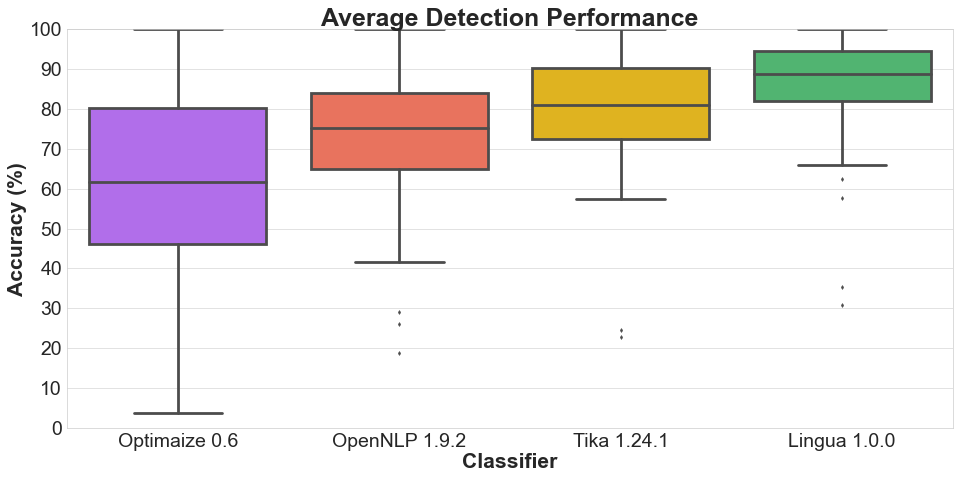 Average Detection Performance
100
90
80
70
60
50
40
30
20
10
0
Accuracy (%)
Optimaize 0.6 OpenNLP 1.9.2 Tika 1.24.1 Lingua 1.0.0
Classifier